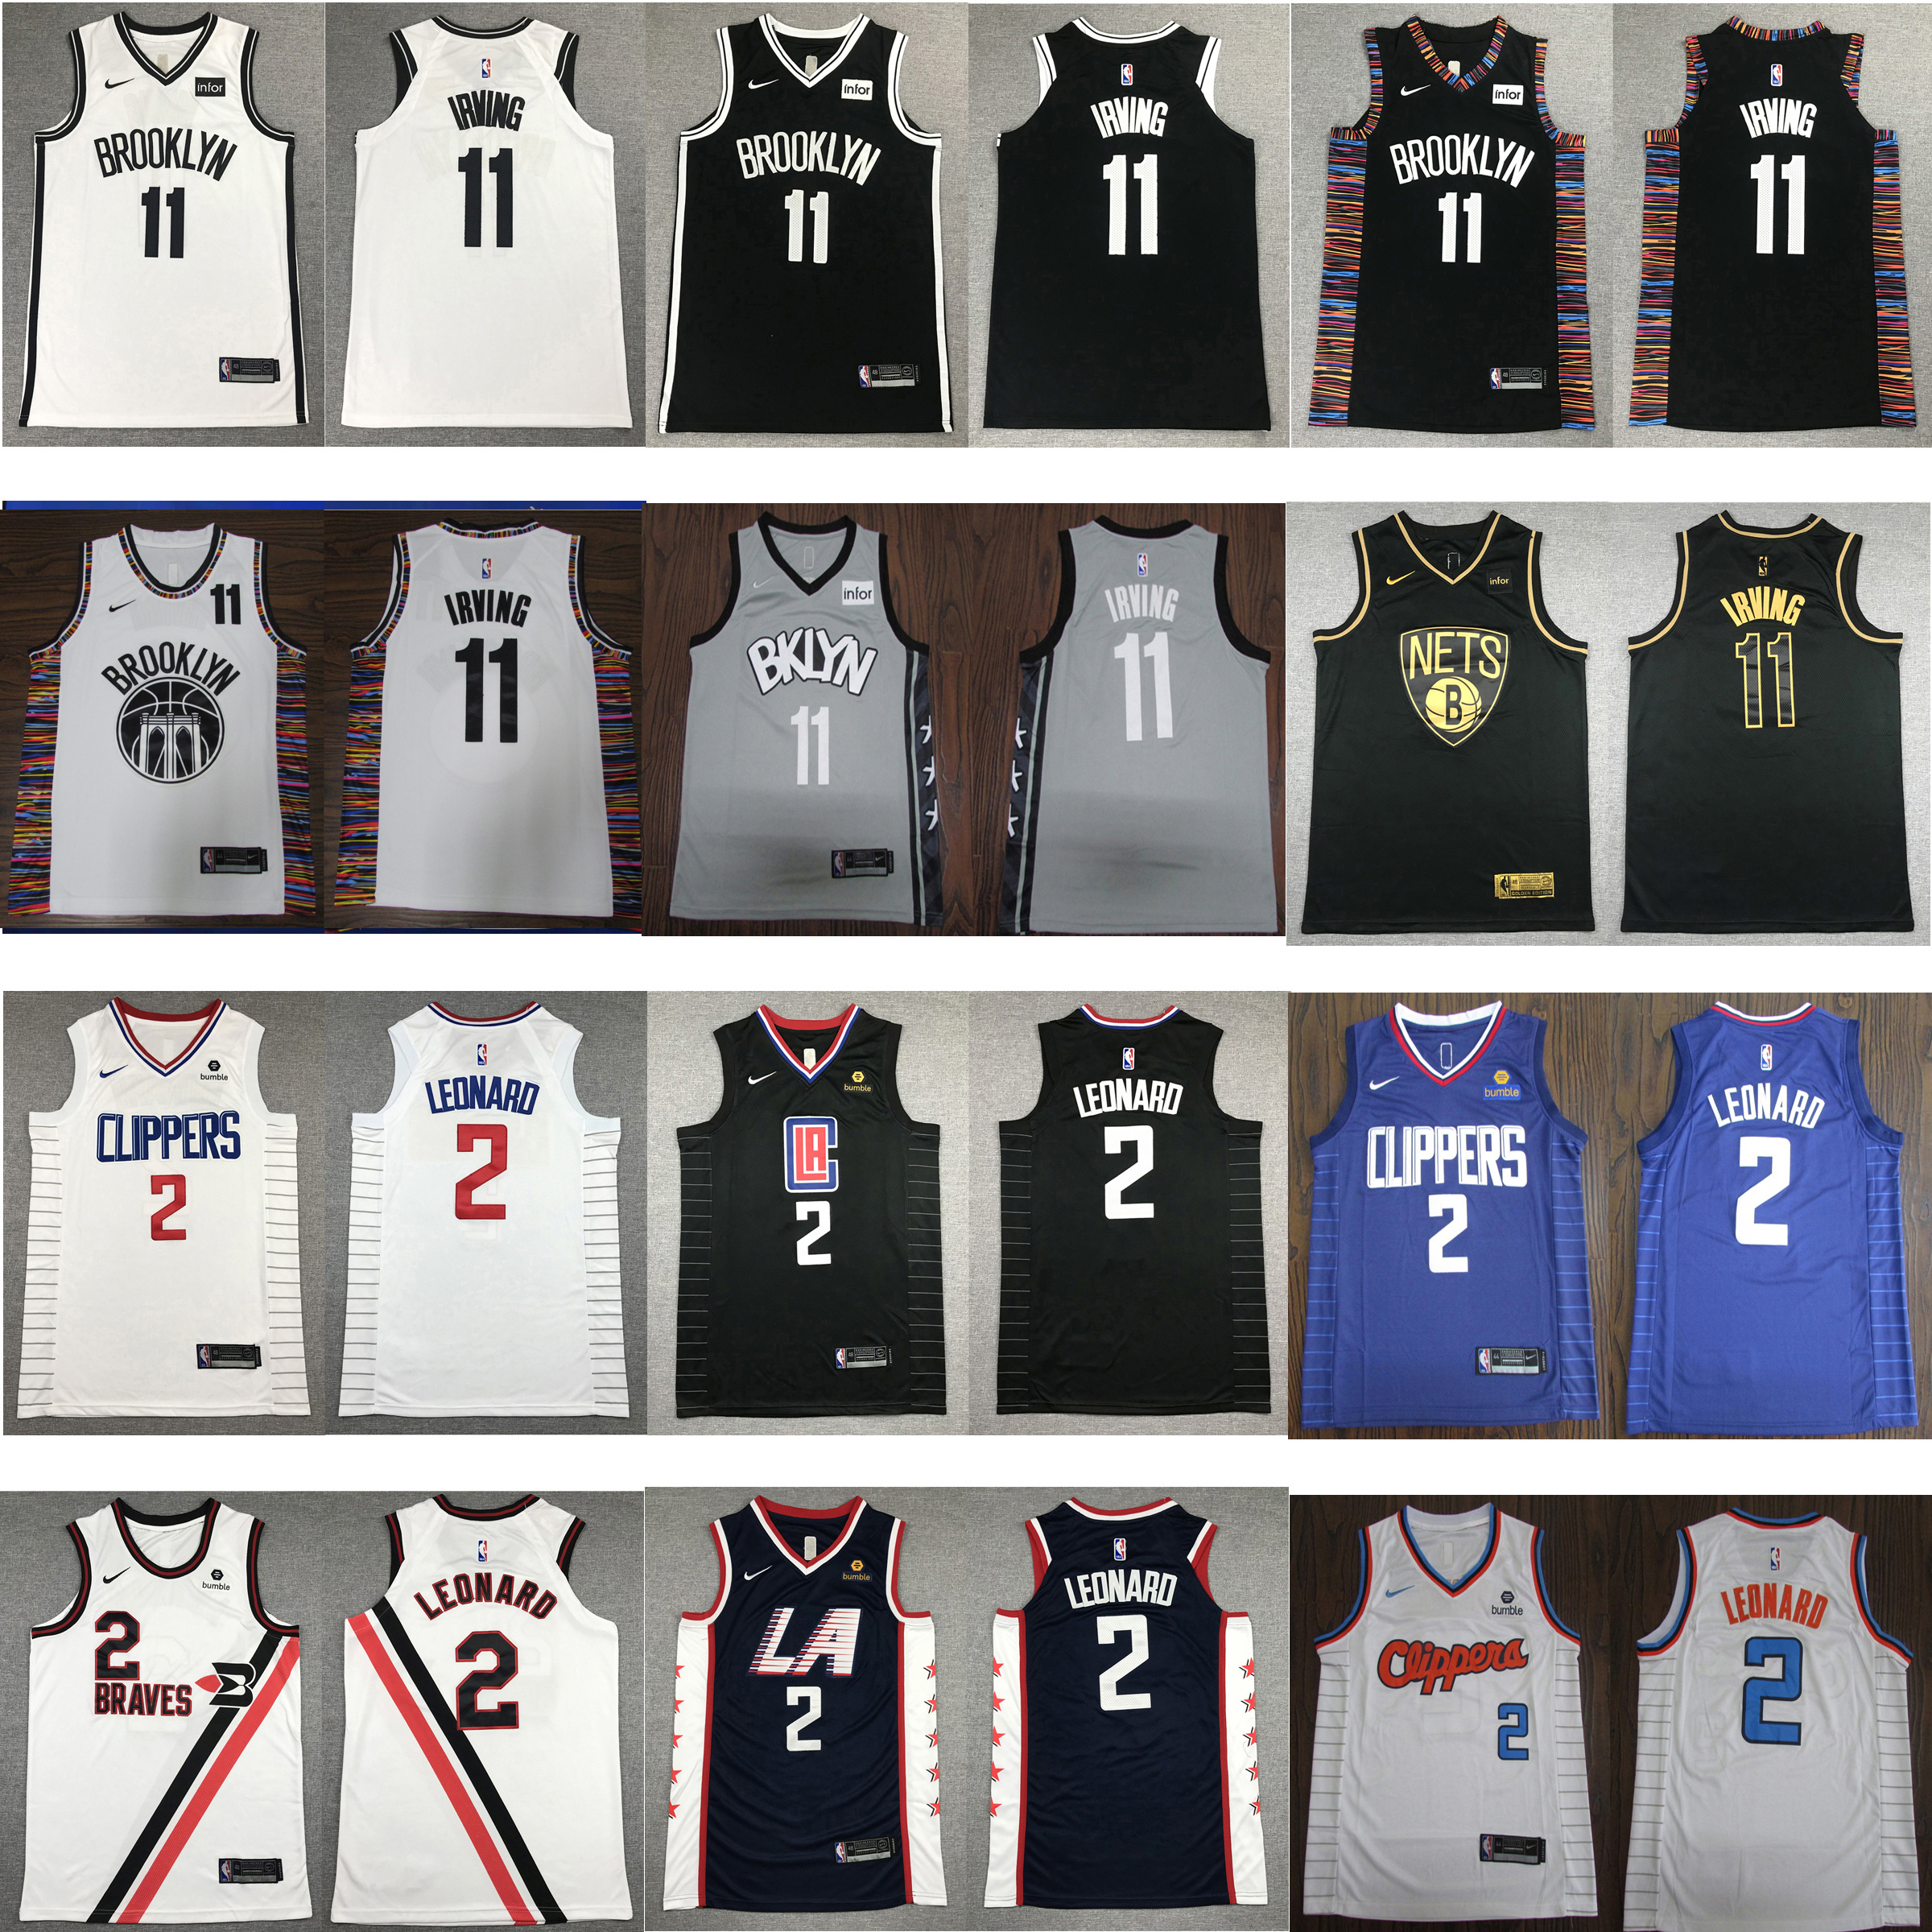 infor
BROOKLYN
11
IRVING
11
infor
BROOKLYN
11
IRVING
11
infor
BROOKLYN
11
IRVING
11
11
BROOKLYN
IRVING
11
infor
BKLYN
11
IRVING
11
infor
NETS
B
GOLDEN EDITION
IRVING
11
bumble
CLIPPERS
2
LEONARD
2
bumble
LA
2
LEONARD
2
bumble
CLIPPERS
2
LEONARD
2
bumble
2
BRAVES
B
LEONARD
2
bumble
LA
2
LEONARD
2
bumble
Clippers
2
LEONARD
2